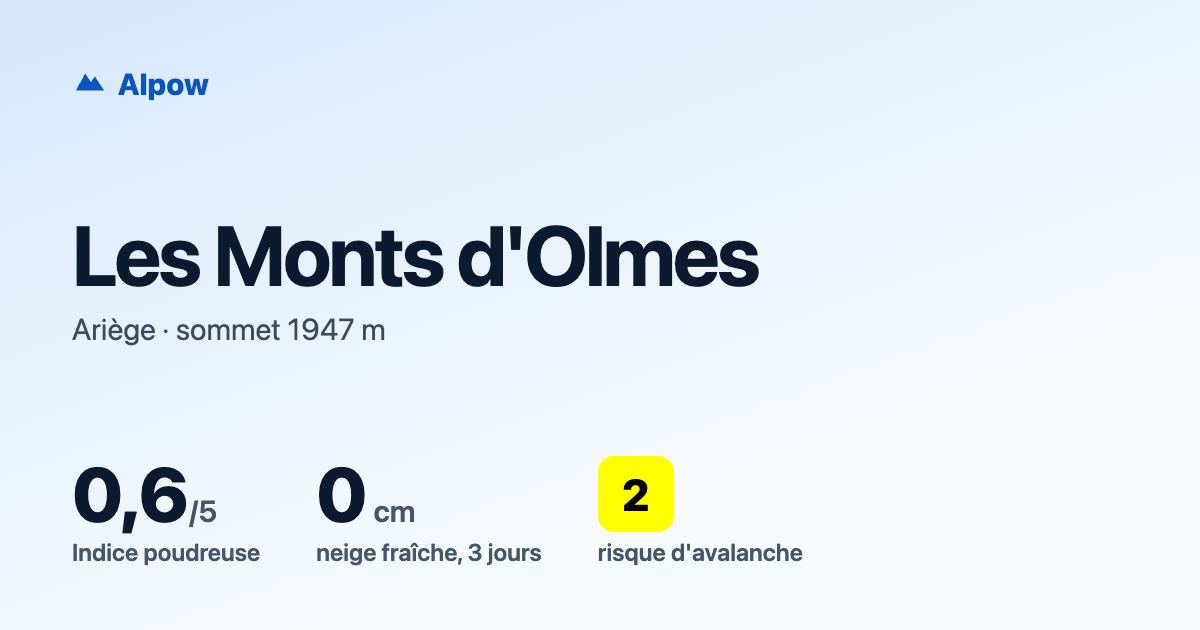 Alpow
Les Monts d'Olmes
Ariège · sommet 1947 m
0,6/5
Indice poudreuse
0 cm
neige fraîche, 3 jours
2
risque d'avalanche